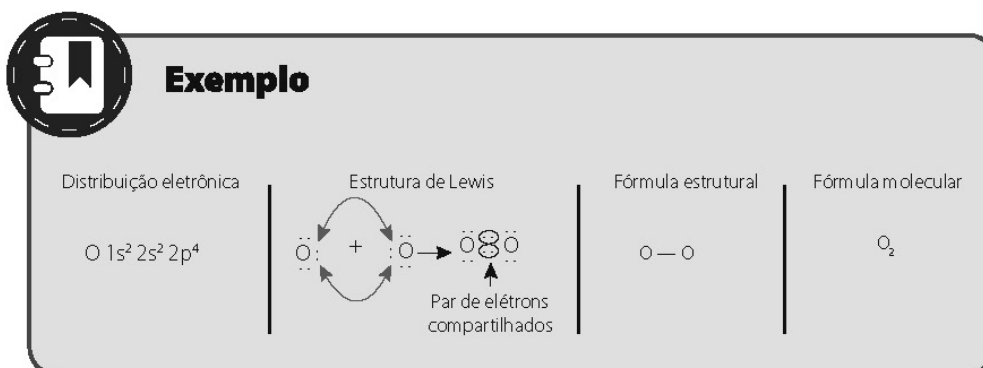 Exemplo
Distribuição eletrônica
Estrutura de Lewis
Fórmula estrutural
Fórmula molecular
O 1s² 2s² 2p⁴
O + O → O O
O — O
O₂
Par de elétrons
compartilhados